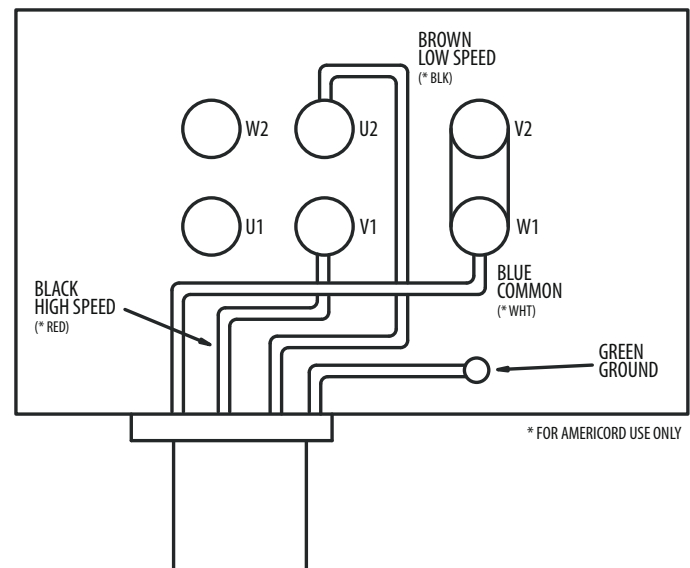 BROWN
LOW SPEED
(* BLK)
W2
U2
V2
U1
V1
W1
BLACK
HIGH SPEED
(* RED)
BLUE
COMMON
(* WHT)
GREEN
GROUND
* FOR AMERICORD USE ONLY